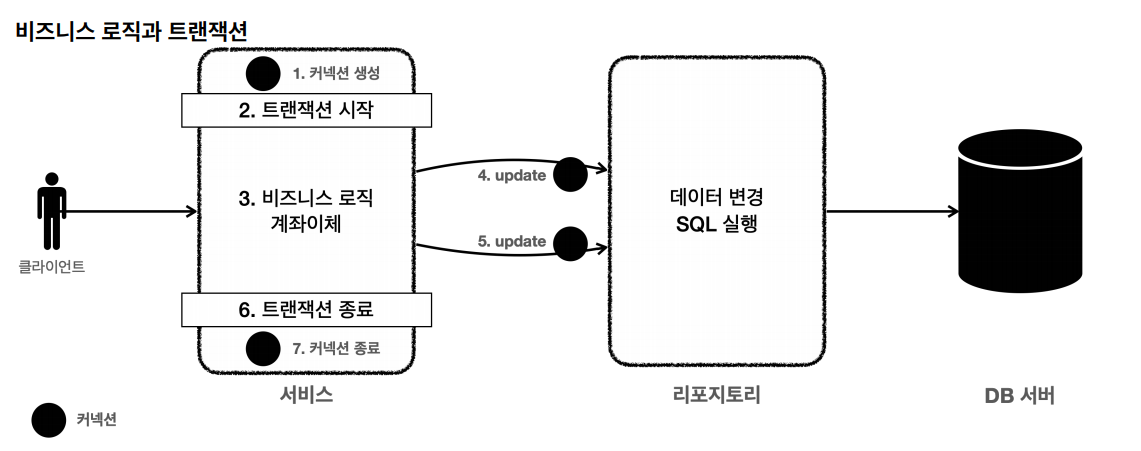 비즈니스 로직과 트랜잭션
1. 커넥션 생성
2. 트랜잭션 시작
3. 비즈니스 로직
계좌이체
4. update
5. update
데이터 변경
SQL 실행
클라이언트
6. 트랜잭션 종료
7. 커넥션 종료
서비스
리포지토리
DB 서버
커넥션